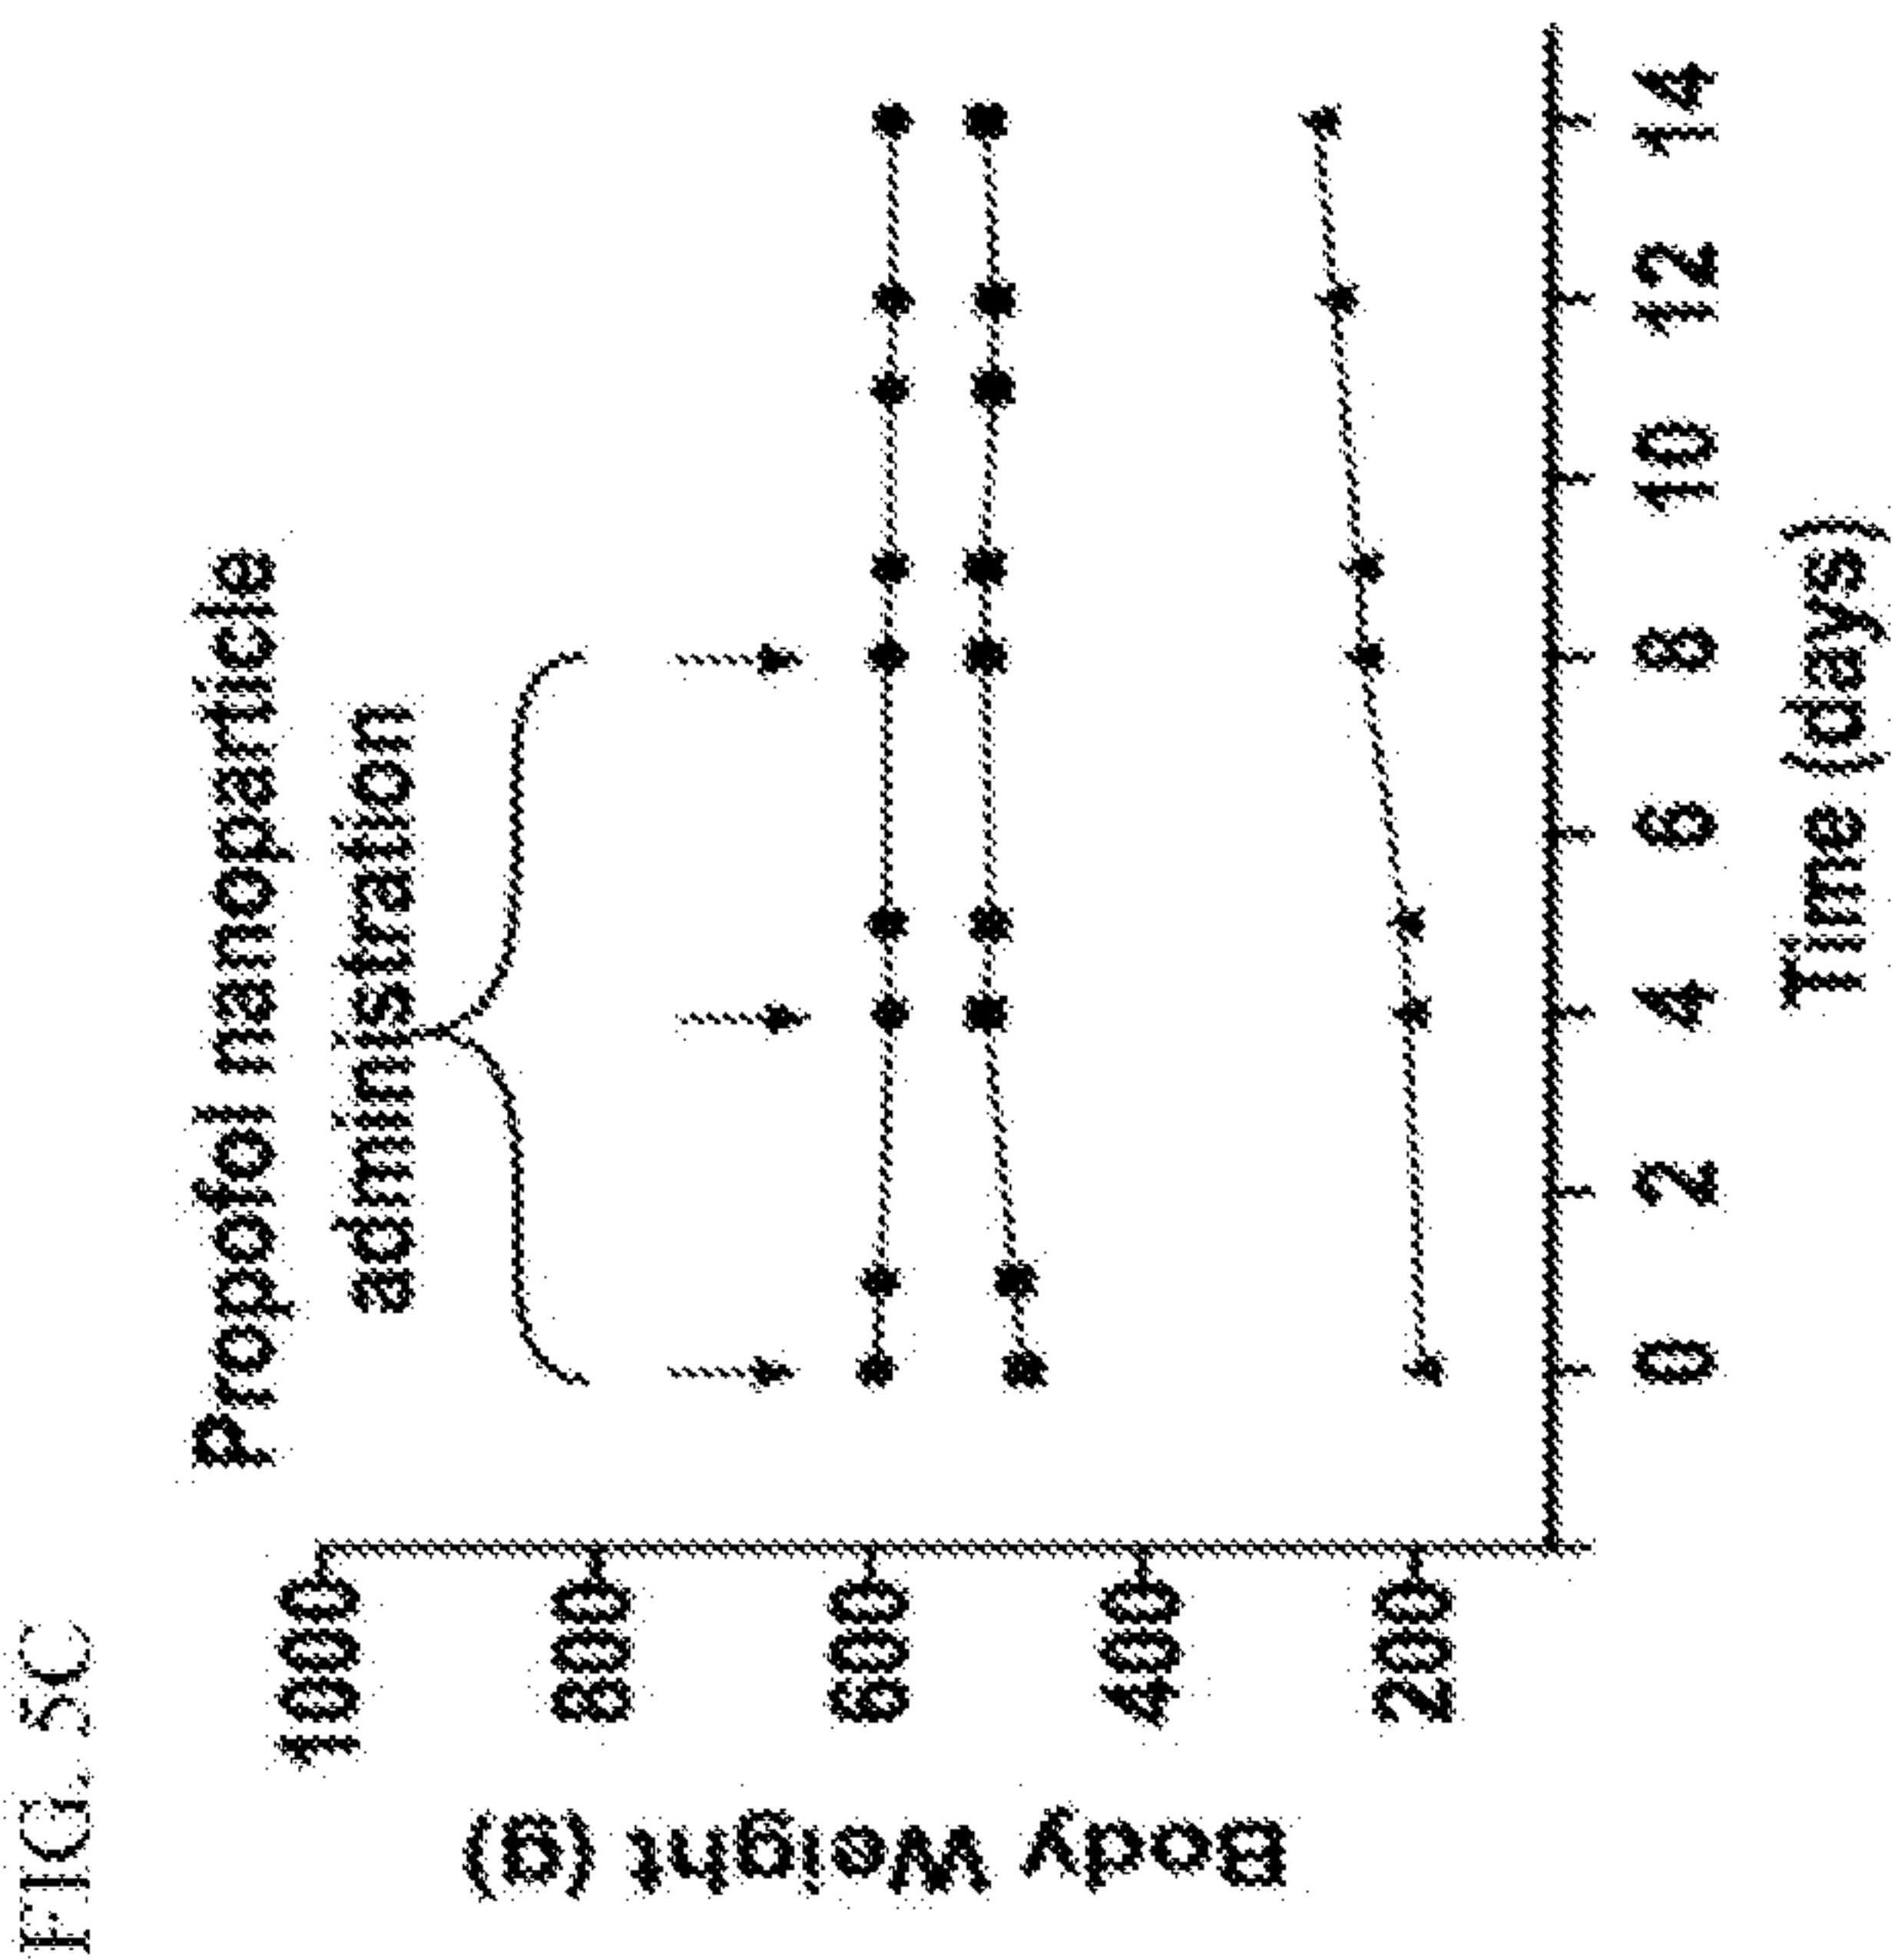 FIG. 5C
Propofol nanoparticle
administration
Body Weight (g)
1000
800
600
400
200
0 2 4 6 8 10 12 14
Time (days)